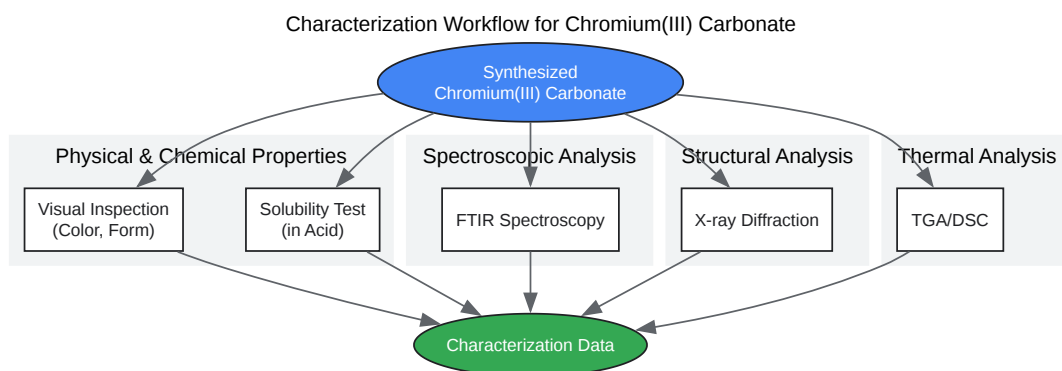 Characterization Workflow for Chromium(III) Carbonate
Synthesized
Chromium(III) Carbonate
Physical & Chemical Properties
Spectroscopic Analysis
Structural Analysis
Thermal Analysis
Visual Inspection
(Color, Form)
Solubility Test
(in Acid)
FTIR Spectroscopy
X-ray Diffraction
TGA/DSC
Characterization Data